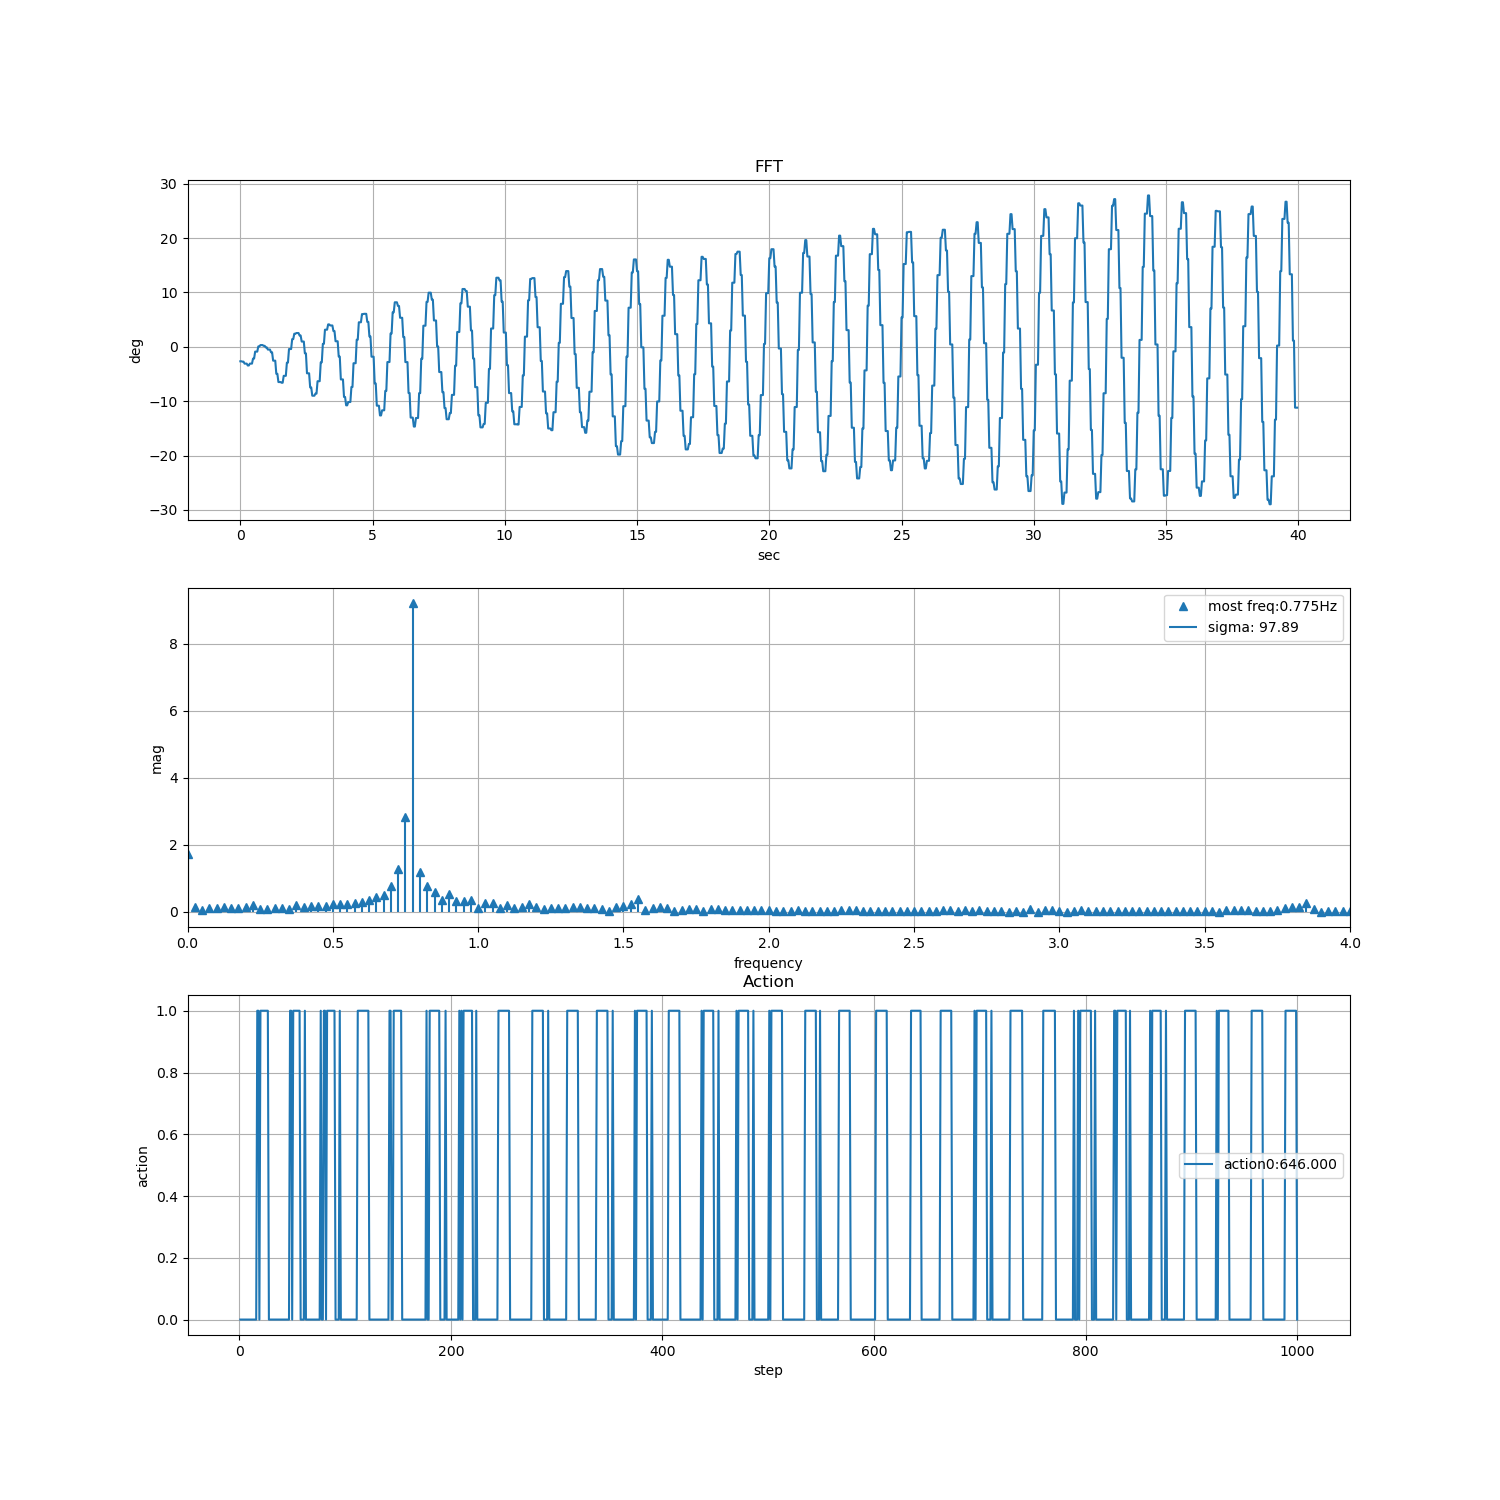 FFT
30
20
10
0
−10
−20
−30
deg
0 5 10 15 20 25 30 35 40
sec
most freq:0.775Hz
sigma: 97.89
8
6
4
2
0
mag
0.0 0.5 1.0 1.5 2.0 2.5 3.0 3.5 4.0
frequency
Action
1.0
0.8
0.6
0.4
0.2
0.0
action
action0:646.000
0 200 400 600 800 1000
step